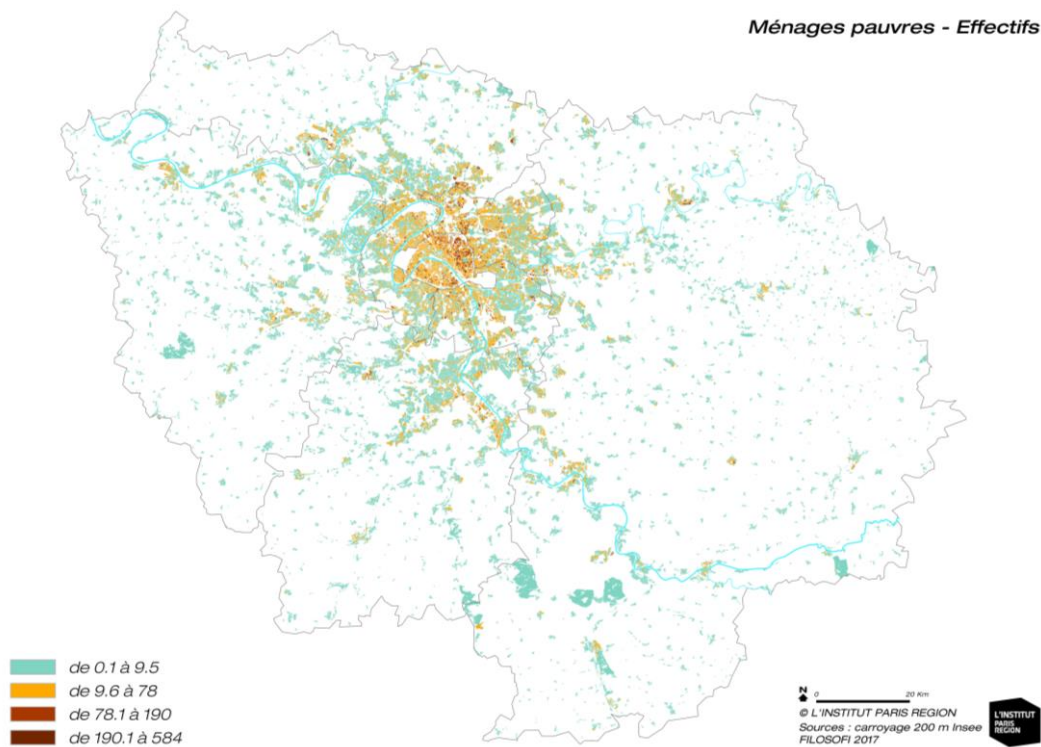 Ménages pauvres - Effectifs
de 0.1 à 9.5
de 9.6 à 78
de 78.1 à 190
de 190.1 à 584
N
0 20 Km
© L'INSTITUT PARIS REGION
Sources : carroyage 200 m Insee
FILOSOFI 2017
L'INSTITUT
PARIS
REGION